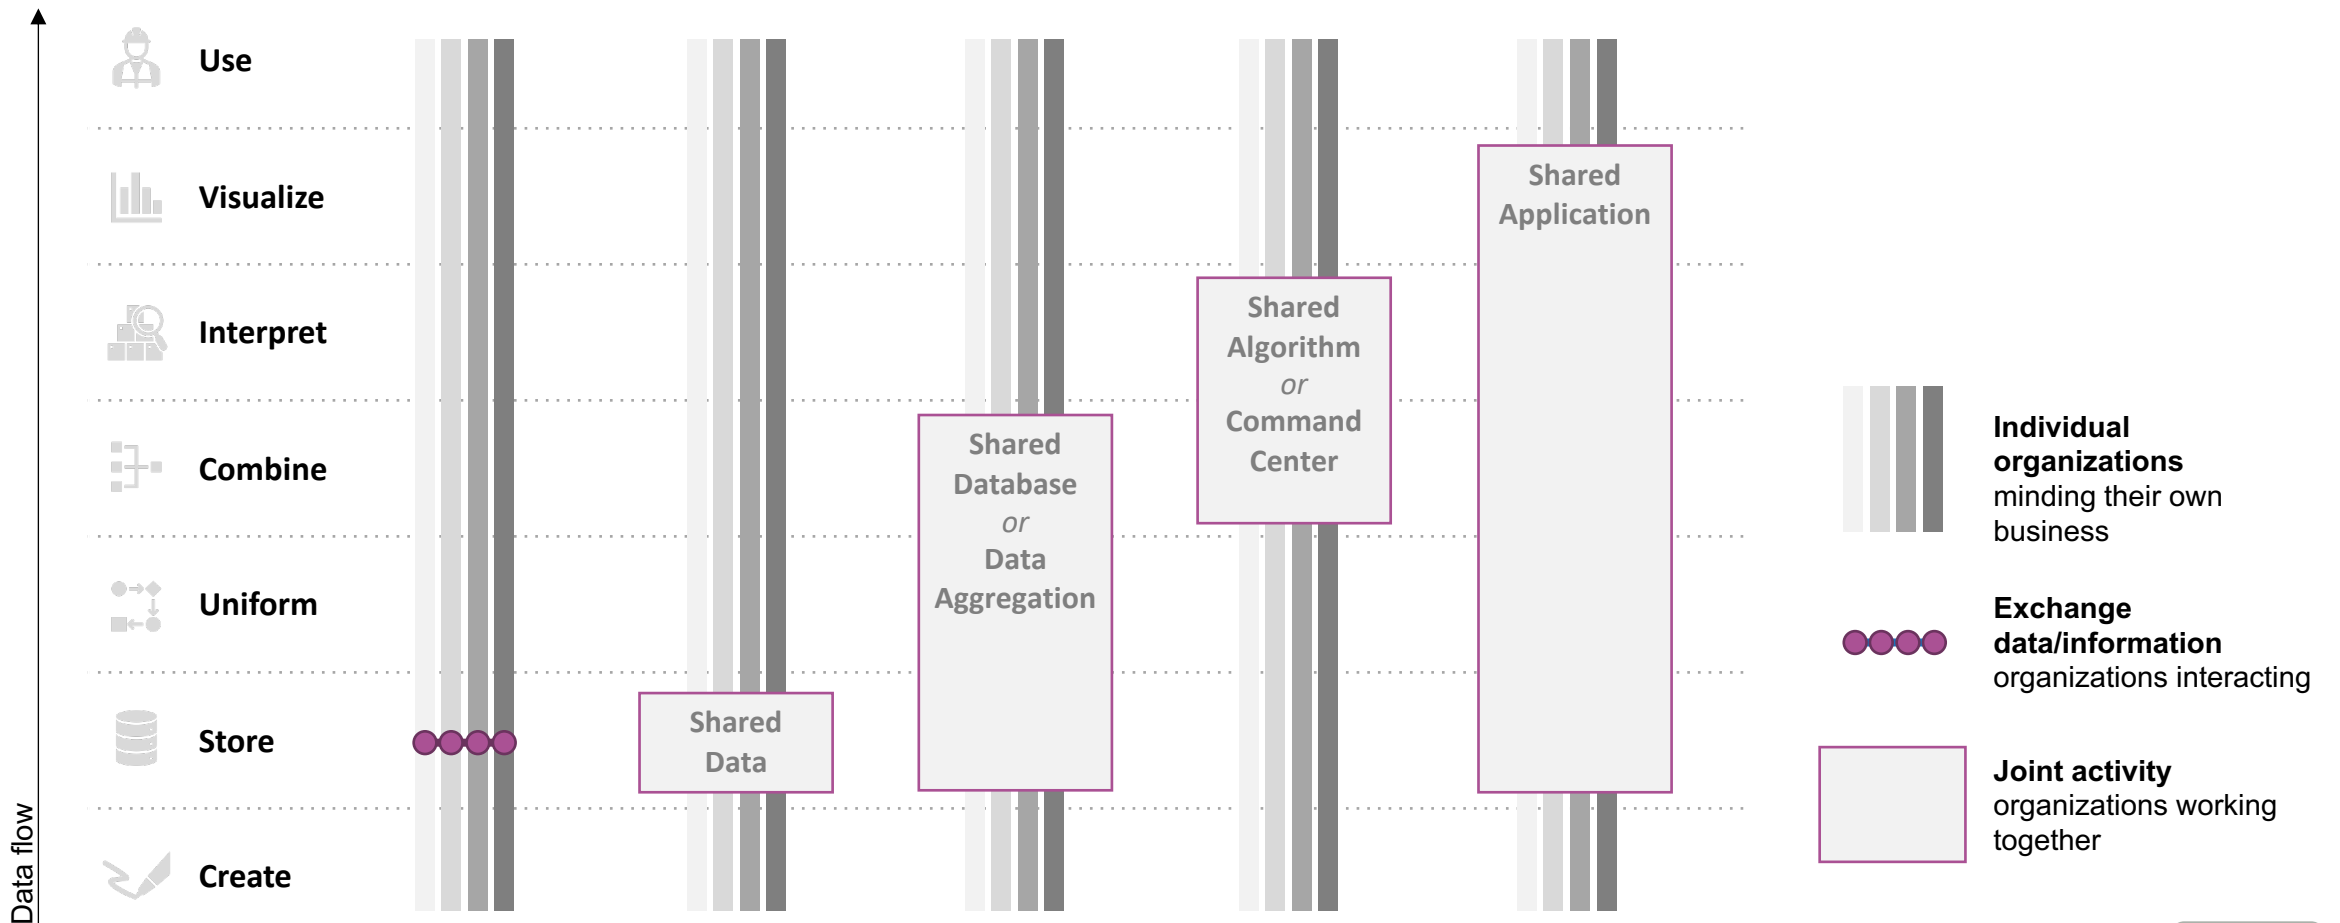 Use
Visualize
Interpret
Combine
Uniform
Store
Create
Data flow
Shared
Data
Shared
Database
or
Data
Aggregation
Shared
Algorithm
or
Command
Center
Shared
Application
Individual
organizations
minding their own
business
Exchange
data/information
organizations interacting
Joint activity
organizations working
together